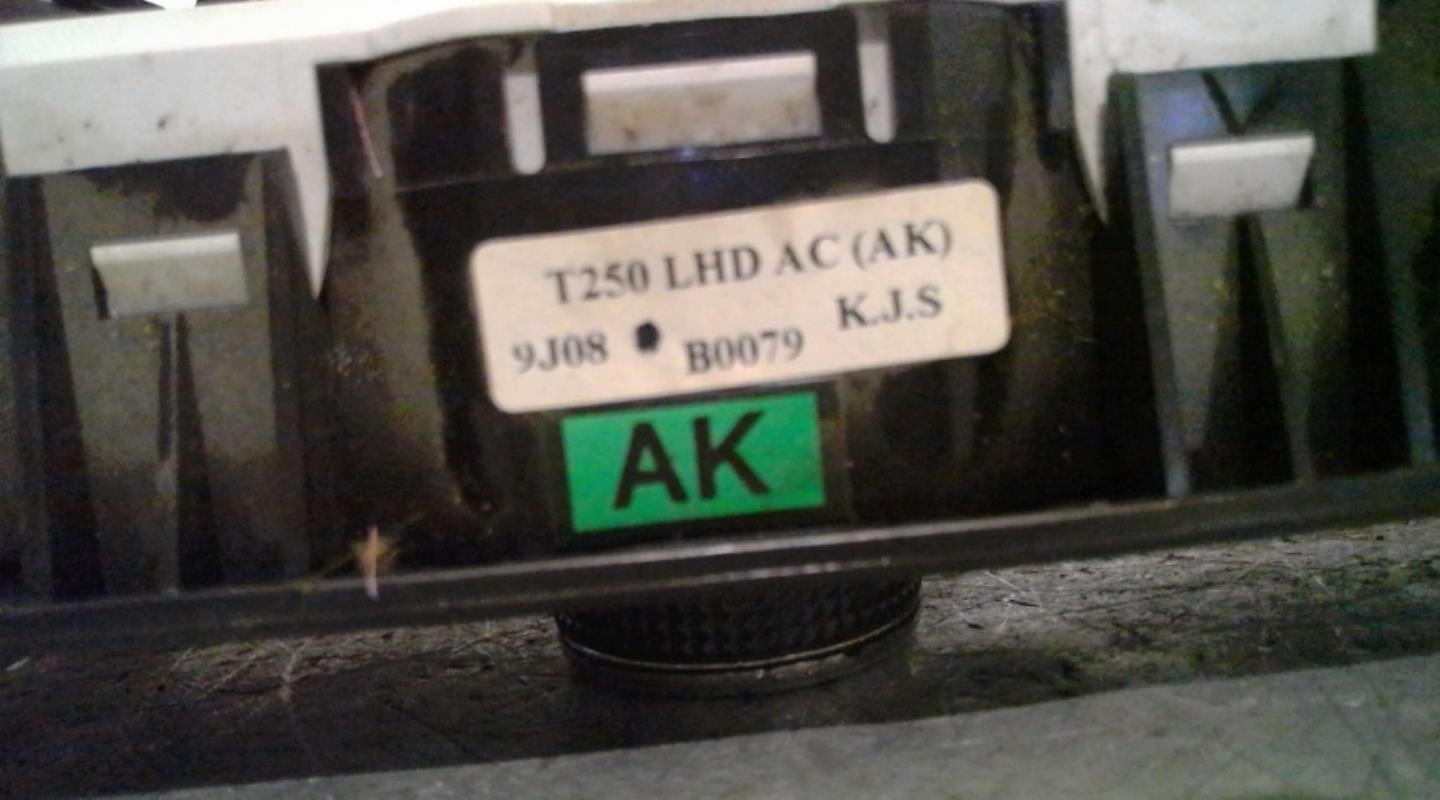 T250 LHD AC (AK)
9J08 B0079 K.J.S
AK